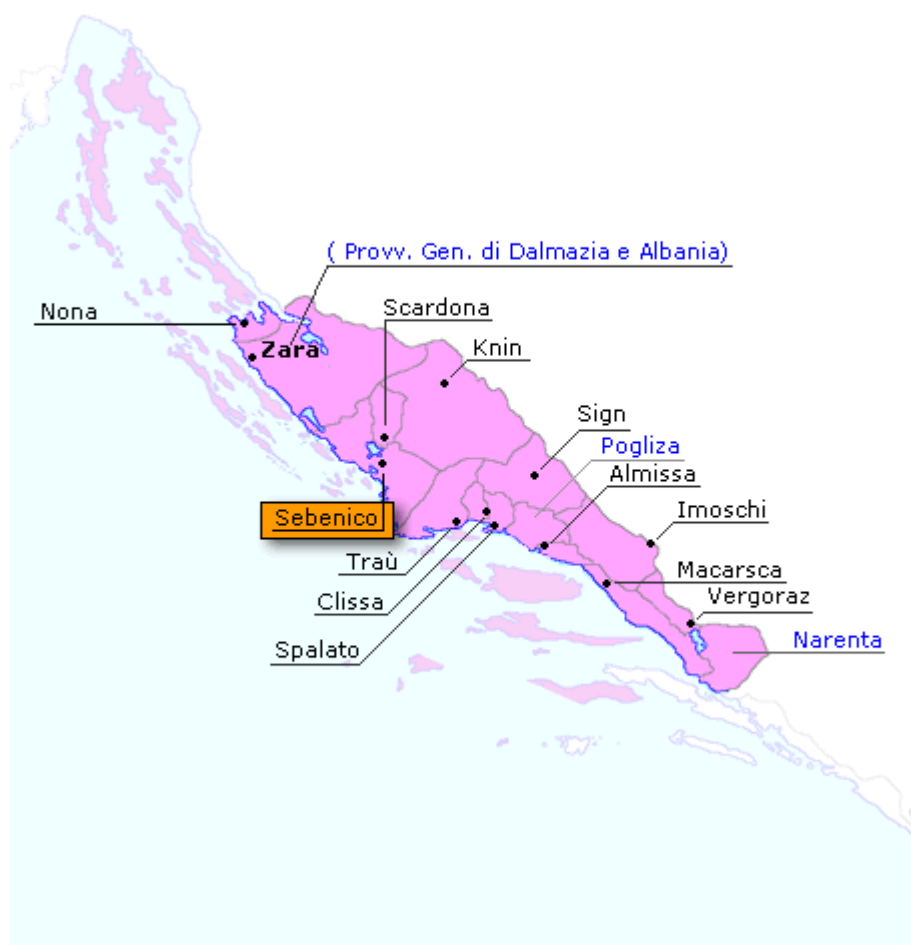 ( Provv. Gen. di Dalmazia e Albania)
Nona
Scardona
Zara
Knin
Sign
Pogliza
Almissa
Sebenico
Imoschi
Traù
Macarsca
Clissa
Vergoraz
Spalato
Narenta